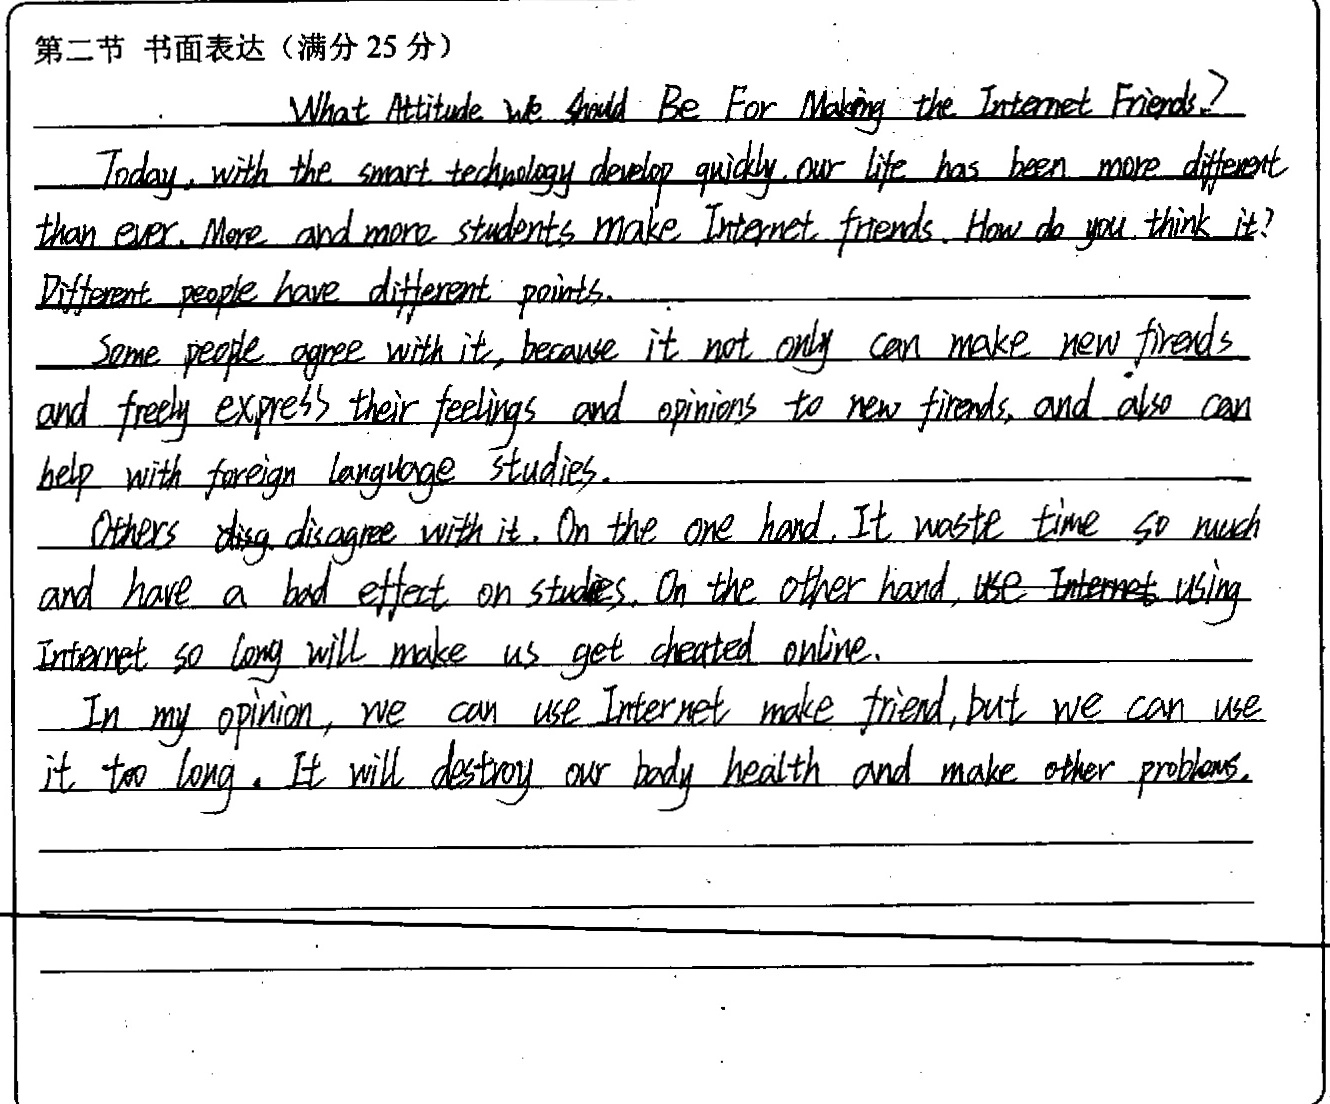 第二节 书面表达（满分 25 分）
What Attitude We Should Be For Making the Internet Friends?
Today, with the smart technology develop quickly, our life has been more different
than ever. More and more students make Internet friends. How do you think it?
Different people have different points.
Some people agree with it, because it not only can make new firends
and freely express their feelings and opinions to new firends, and also can
help with foreign language studies.
Others disg disagree with it. On the one hand, It waste time so much
and have a bad effect on studies. On the other hand, use Internet using
Internet so long will make us get cheated online.
In my opinion, we can use Internet make friend, but we can use
it too long. It will destroy our body health and make other problems.